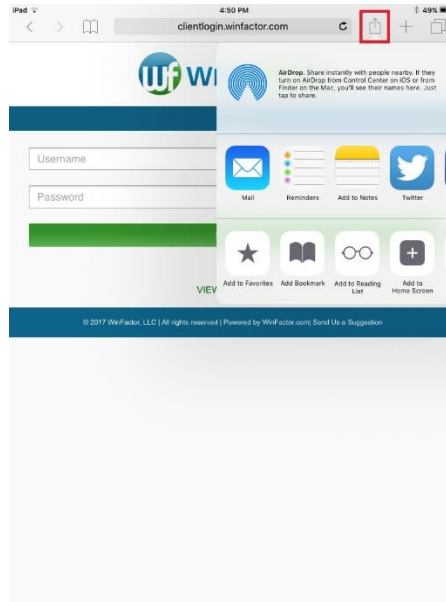 iPad 4:50 PM 49%
clientlogin.winfactor.com
wf Wi
AirDrop. Share instantly with people nearby. If they
turn on AirDrop from Control Center on iOS or from
Finder on the Mac, you'll see their names here. Just
tap to share.
Username
Password
Mail Reminders Add to Notes Twitter
VIEW
Add to Favorites Add Bookmark Add to Reading
List Add to
Home Screen
© 2017 WinFactor, LLC | All rights reserved | Powered by WinFactor.com| Send Us a Suggestion